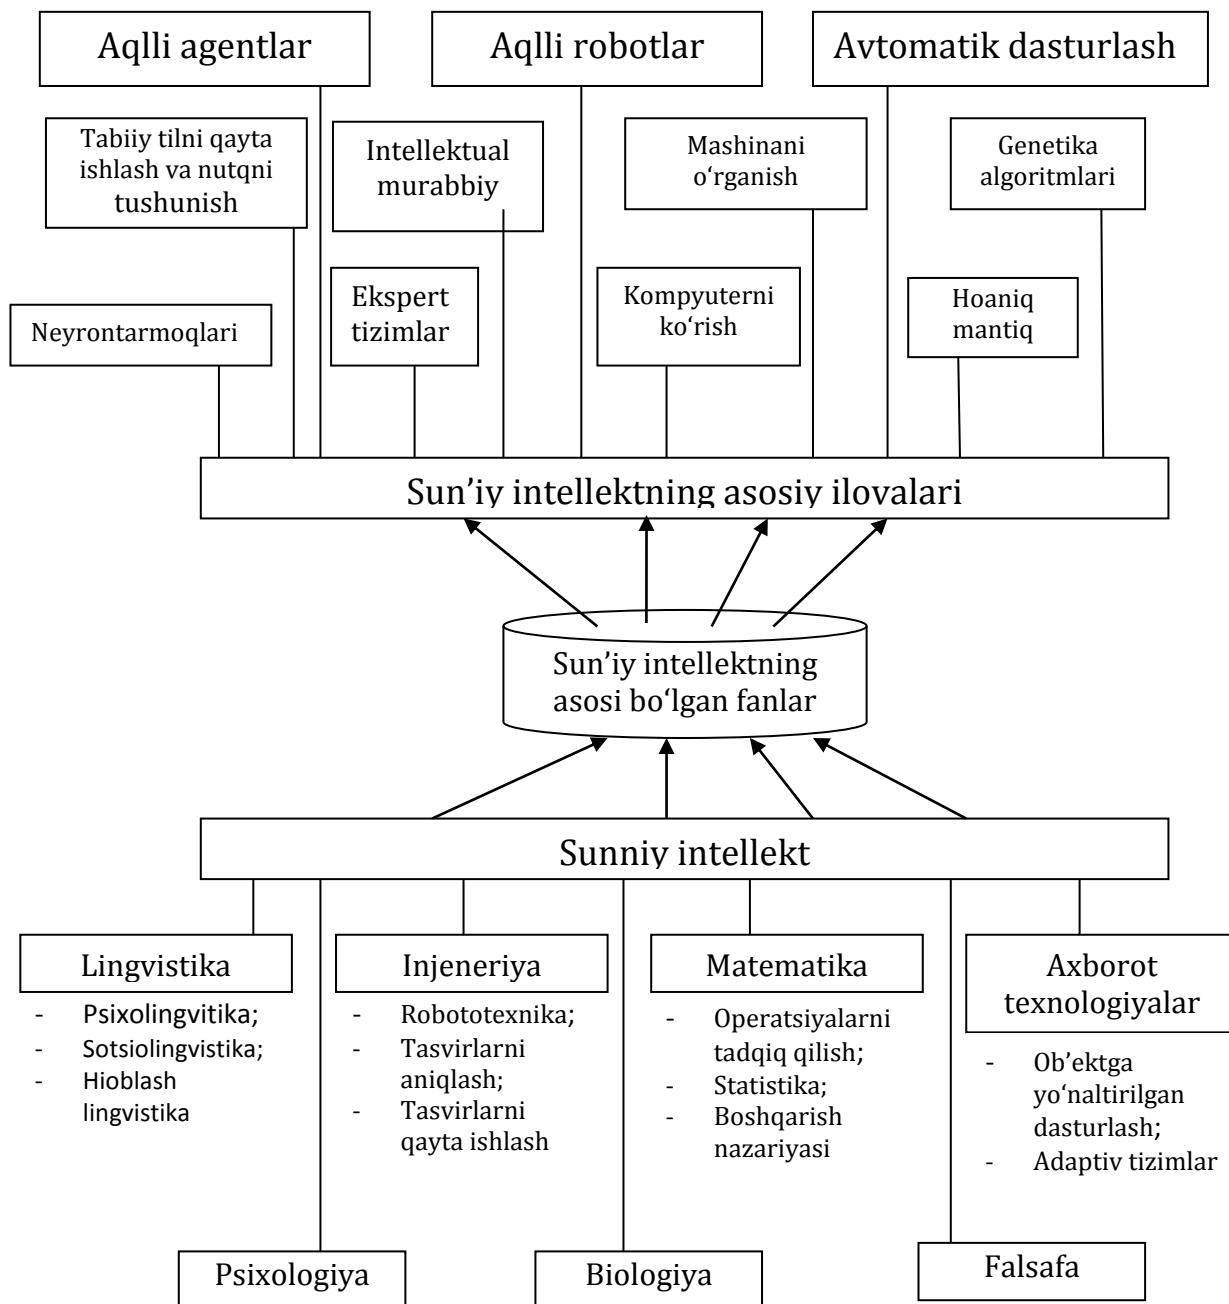 Aqlli agentlar
Aqlli robotlar
Avtomatik dasturlash
Tabiiy tilni qayta
ishlash va nutqni
tushunish
Intellektual
murabbiy
Mashinani
o‘rganish
Genetika
algoritmlari
Neyrontarmoqlari
Ekspert
tizimlar
Kompyuterni
ko‘rish
Hoaniq
mantiq
Sun’iy intellektning asosiy ilovalari
Sun’iy intellektning
asosi bo‘lgan fanlar
Sunniy intellekt
Lingvistika
- Psixolingvitika;
- Sotsiolingvistika;
- Hioblash
lingvistika
Injeneriya
- Robototexnika;
- Tasvirlarni
aniqlash;
- Tasvirlarni
qayta ishlash
Matematika
- Operatsiyalarni
tadqiq qilish;
- Statistika;
- Boshqarish
nazariyasi
Axborot
texnologiyalar
- Ob’ektga
yo‘naltirilgan
dasturlash;
- Adaptiv tizimlar
Psixologiya
Biologiya
Falsafa